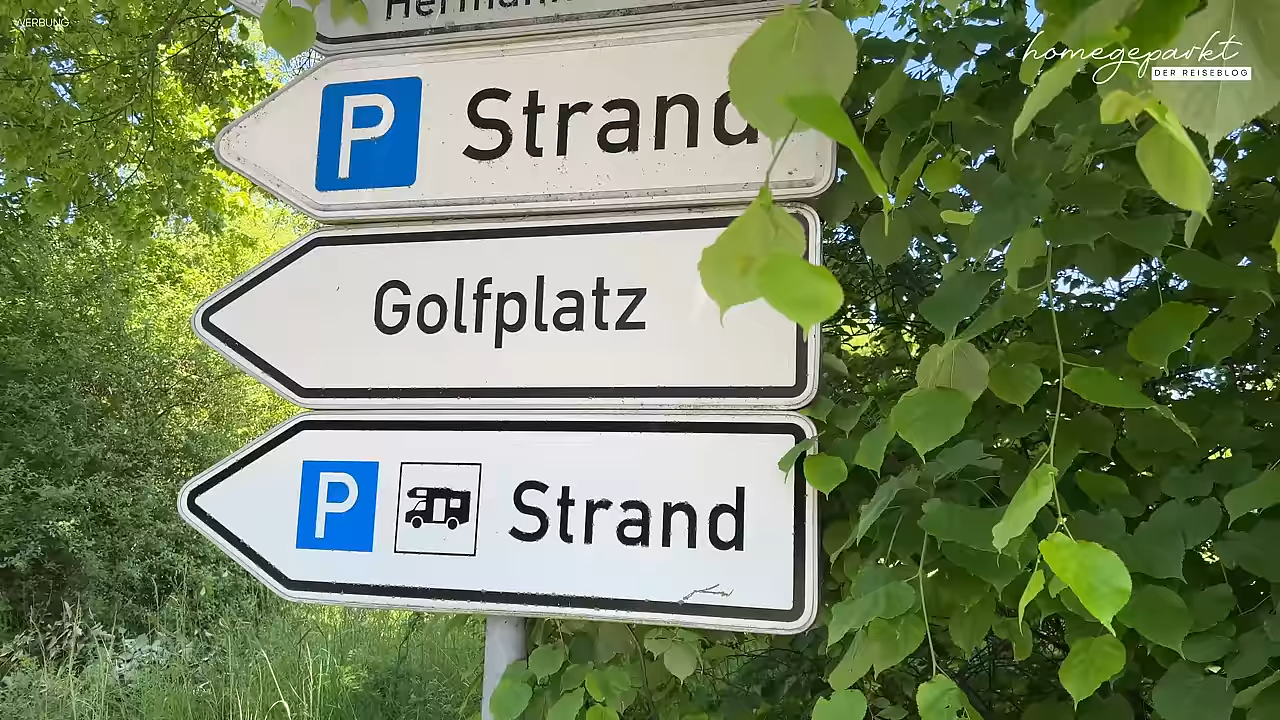 WERBUNG
homegeparkt
DER REISEBLOG
P Strand
Golfplatz
P Strand